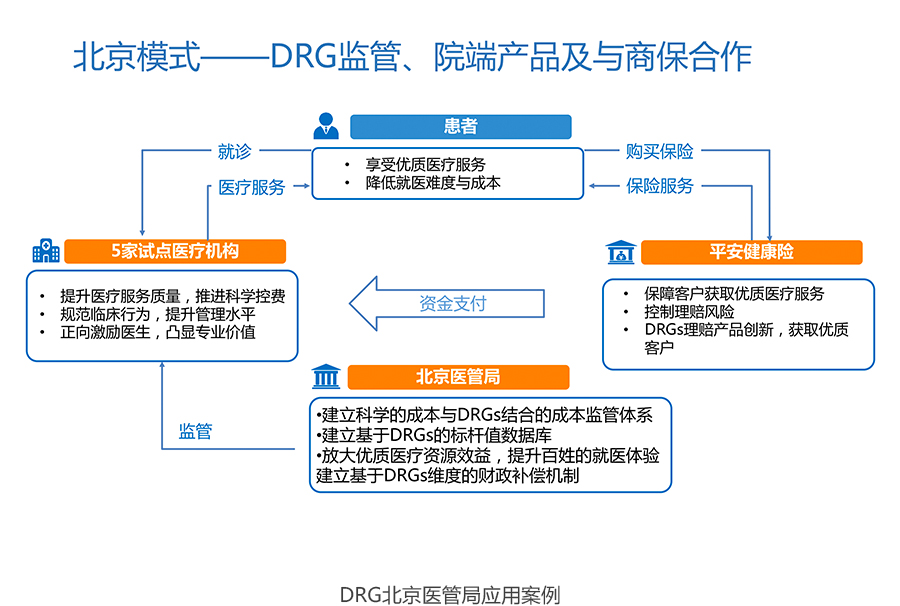 北京模式——DRG监管、院端产品及与商保合作
患者
就诊
购买保险
• 享受优质医疗服务
• 降低就医难度与成本
医疗服务
保险服务
5家试点医疗机构
平安健康险
• 提升医疗服务质量，推进科学控费
• 规范临床行为，提升管理水平
• 正向激励医生，凸显专业价值
资金支付
• 保障客户获取优质医疗服务
• 控制理赔风险
• DRGs理赔产品创新，获取优质
客户
北京医管局
•建立科学的成本与DRGs结合的成本监管体系
•建立基于DRGs的标杆值数据库
•放大优质医疗资源效益，提升百姓的就医体验
建立基于DRGs维度的财政补偿机制
监管
DRG北京医管局应用案例